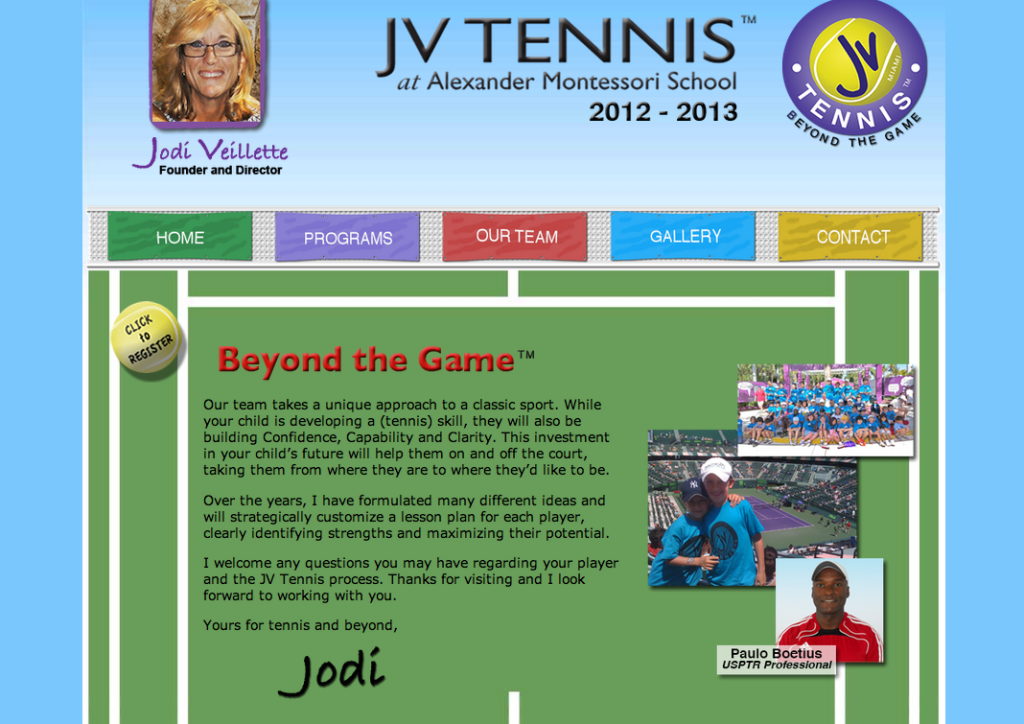 JV TENNIS™
at Alexander Montessori School
2012 - 2013
Jodi Veillette
Founder and Director
JV
MIAMI
TENNIS™
BEYOND THE GAME
HOME
PROGRAMS
OUR TEAM
GALLERY
CONTACT
CLICK
to
REGISTER
Beyond the Game™
Our team takes a unique approach to a classic sport. While
your child is developing a (tennis) skill, they will also be
building Confidence, Capability and Clarity. This investment
in your child's future will help them on and off the court,
taking them from where they are to where they'd like to be.
Over the years, I have formulated many different ideas and
will strategically customize a lesson plan for each player,
clearly identifying strengths and maximizing their potential.
I welcome any questions you may have regarding your player
and the JV Tennis process. Thanks for visiting and I look
forward to working with you.
Yours for tennis and beyond,
Jodi
Paulo Boetius
USPTR Professional